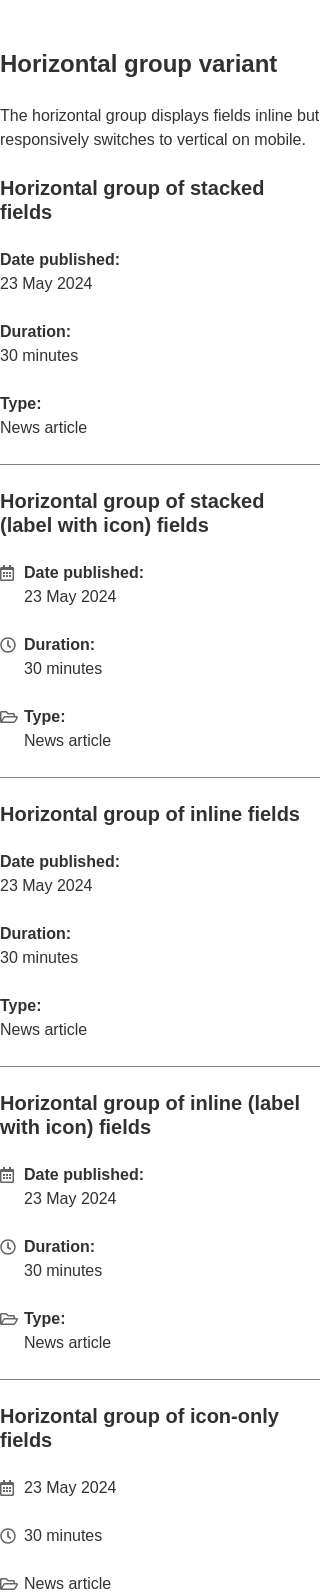 Horizontal group variant
The horizontal group displays fields inline but
responsively switches to vertical on mobile.
Horizontal group of stacked
fields
Date published:
23 May 2024
Duration:
30 minutes
Type:
News article
Horizontal group of stacked
(label with icon) fields
Date published:
23 May 2024
Duration:
30 minutes
Type:
News article
Horizontal group of inline fields
Date published:
23 May 2024
Duration:
30 minutes
Type:
News article
Horizontal group of inline (label
with icon) fields
Date published:
23 May 2024
Duration:
30 minutes
Type:
News article
Horizontal group of icon-only
fields
23 May 2024
30 minutes
News article